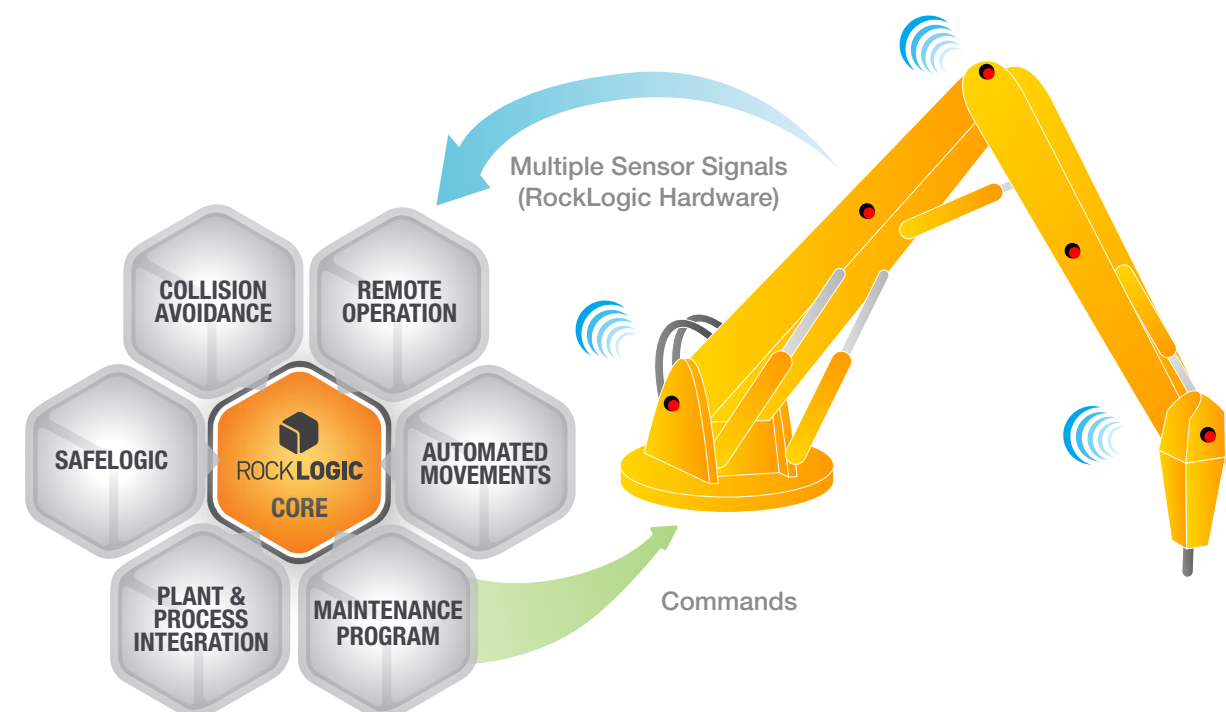 Multiple Sensor Signals
(RockLogic Hardware)
COLLISION
AVOIDANCE
REMOTE
OPERATION
SAFELOGIC
ROCKLOGIC
CORE
AUTOMATED
MOVEMENTS
PLANT &
PROCESS
INTEGRATION
MAINTENANCE
PROGRAM
Commands